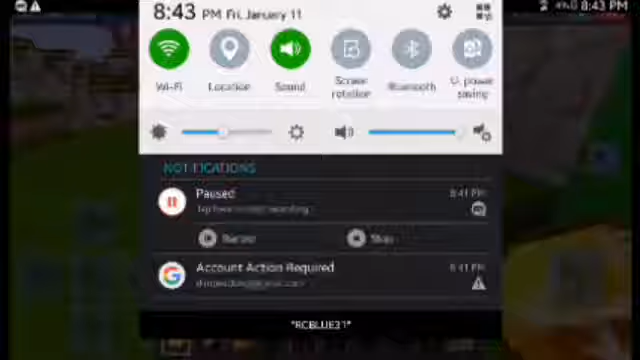 8:43 PM Fri, January 11
8:43 PM
Wi-Fi
Location
Sound
Screen rotation
Bluetooth
U. power saving
NOTIFICATIONS
Paused
8:41 PM
Stop
Account Action Required
8:41 PM
"RCBLUE31"